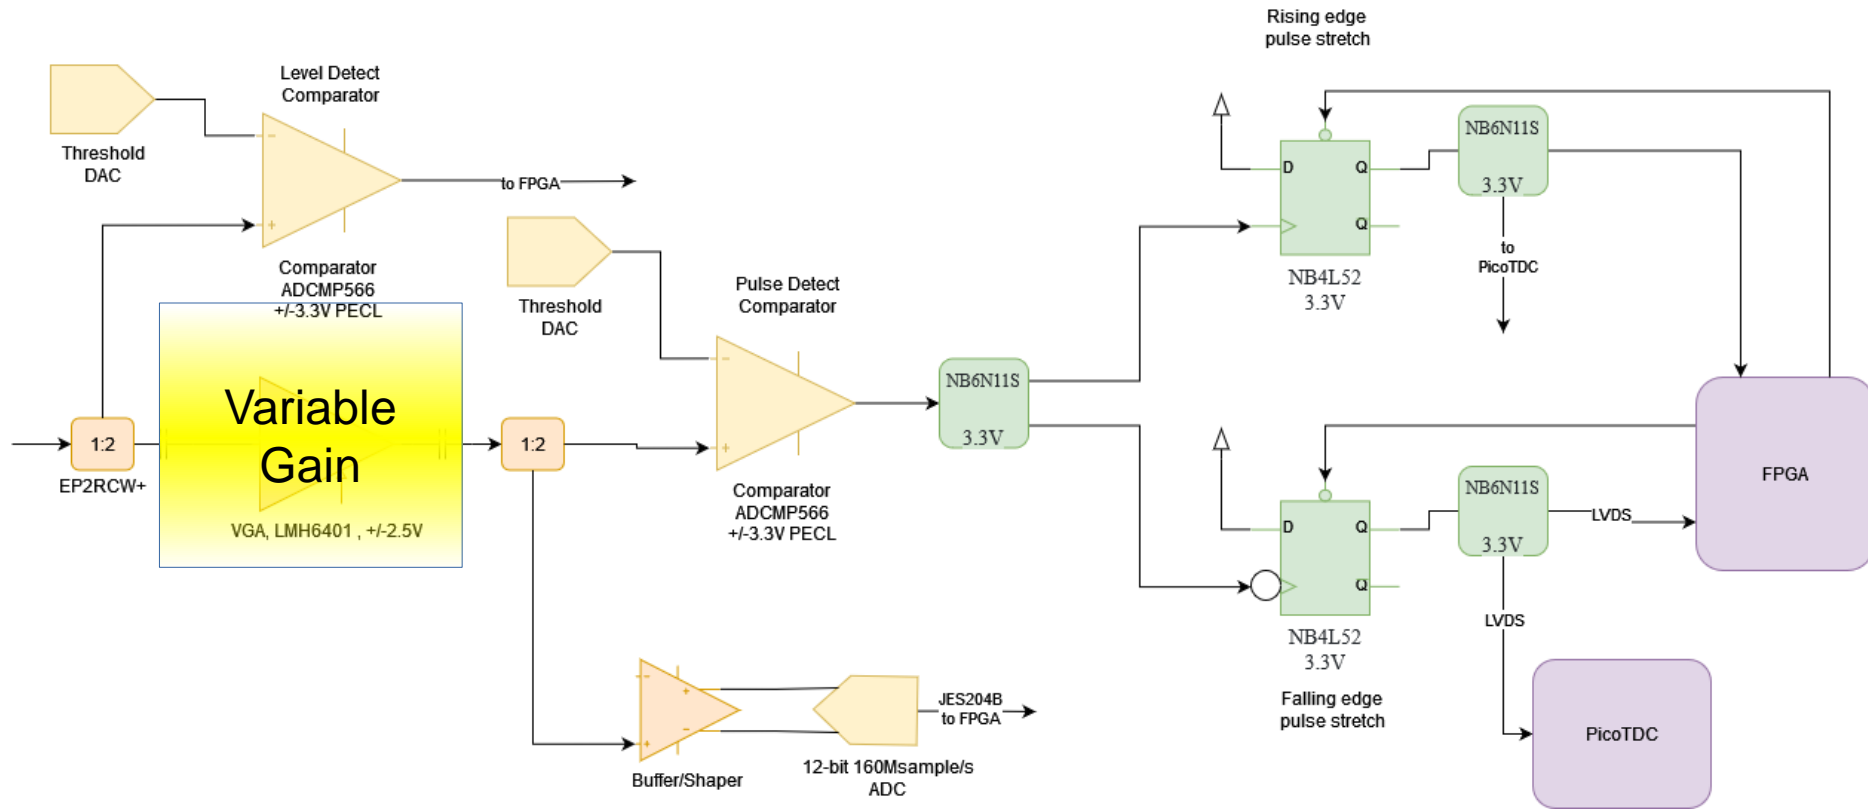 Rising edge
pulse stretch
Level Detect
Comparator
Threshold
DAC
to FPGA
Comparator
ADCMP566
+/-3.3V PECL
Threshold
DAC
Pulse Detect
Comparator
Comparator
ADCMP566
+/-3.3V PECL
1:2
EP2RCW+
Variable
Gain
VGA, LMH6401 , +/-2.5V
1:2
NB6N11S
3.3V
D
Q
Q
NB4L52
3.3V
NB6N11S
3.3V
to
PicoTDC
D
Q
Q
NB4L52
3.3V
Falling edge
pulse stretch
NB6N11S
3.3V
LVDS
LVDS
FPGA
PicoTDC
Buffer/Shaper
12-bit 160Msample/s
ADC
JES204B
to FPGA